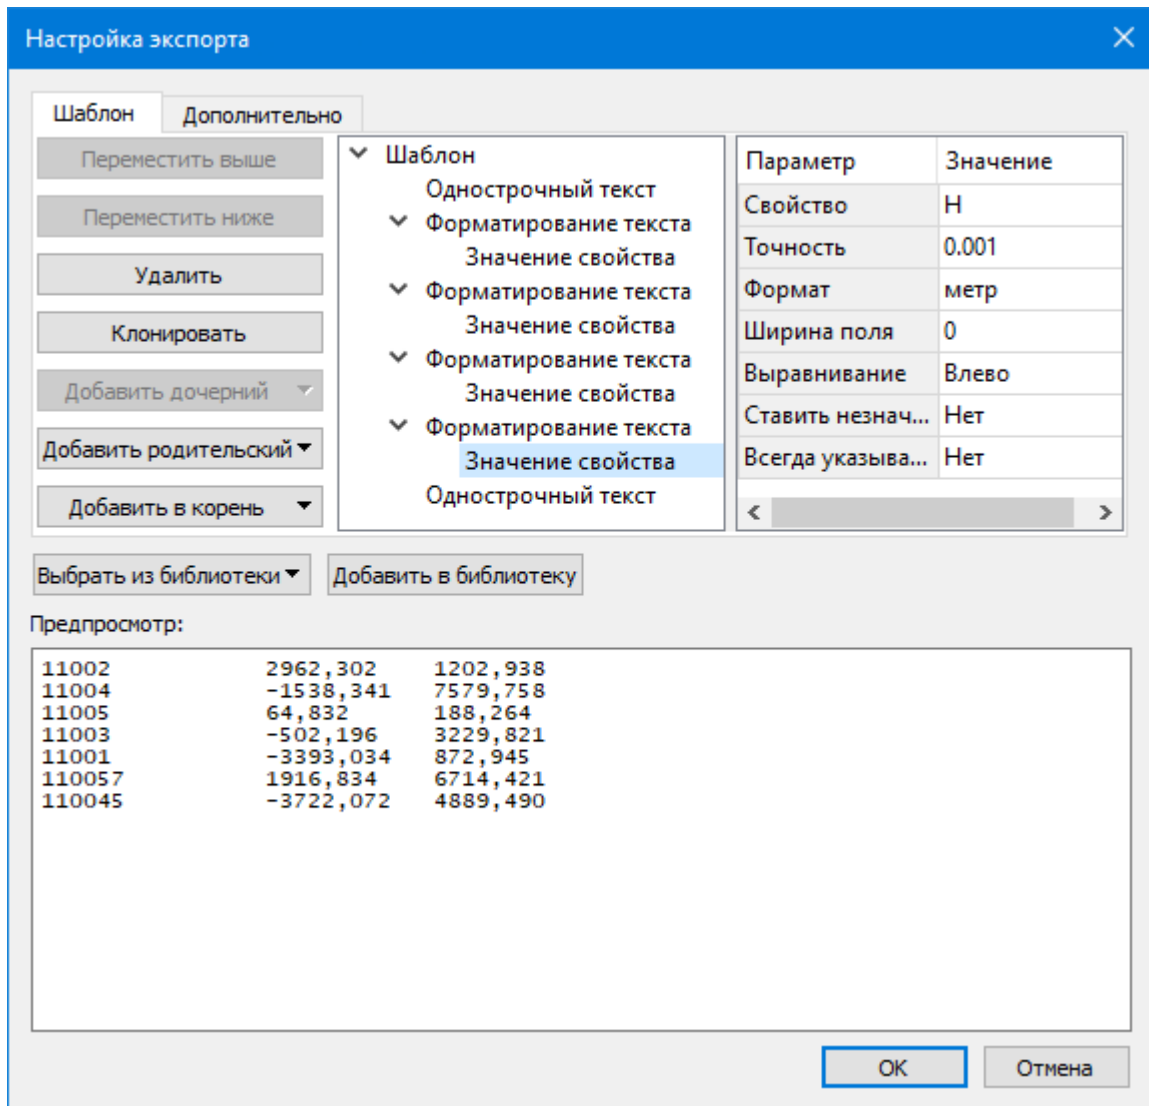 Настройка экспорта
Шаблон Дополнительно
Переместить выше
Переместить ниже
Удалить
Клонировать
Добавить дочерний
Добавить родительский
Добавить в корень
Шаблон
Однострочный текст
Форматирование текста
Значение свойства
Форматирование текста
Значение свойства
Форматирование текста
Значение свойства
Форматирование текста
Значение свойства
Однострочный текст
Параметр Значение
Свойство H
Точность 0.001
Формат метр
Ширина поля 0
Выравнивание Влево
Ставить незнач... Нет
Всегда указыва... Нет
Выбрать из библиотеки Добавить в библиотеку
Предпросмотр:
11002 2962,302 1202,938
11004 -1538,341 7579,758
11005 64,832 188,264
11003 -502,196 3229,821
11001 -3393,034 872,945
110057 1916,834 6714,421
110045 -3722,072 4889,490
ОК Отмена